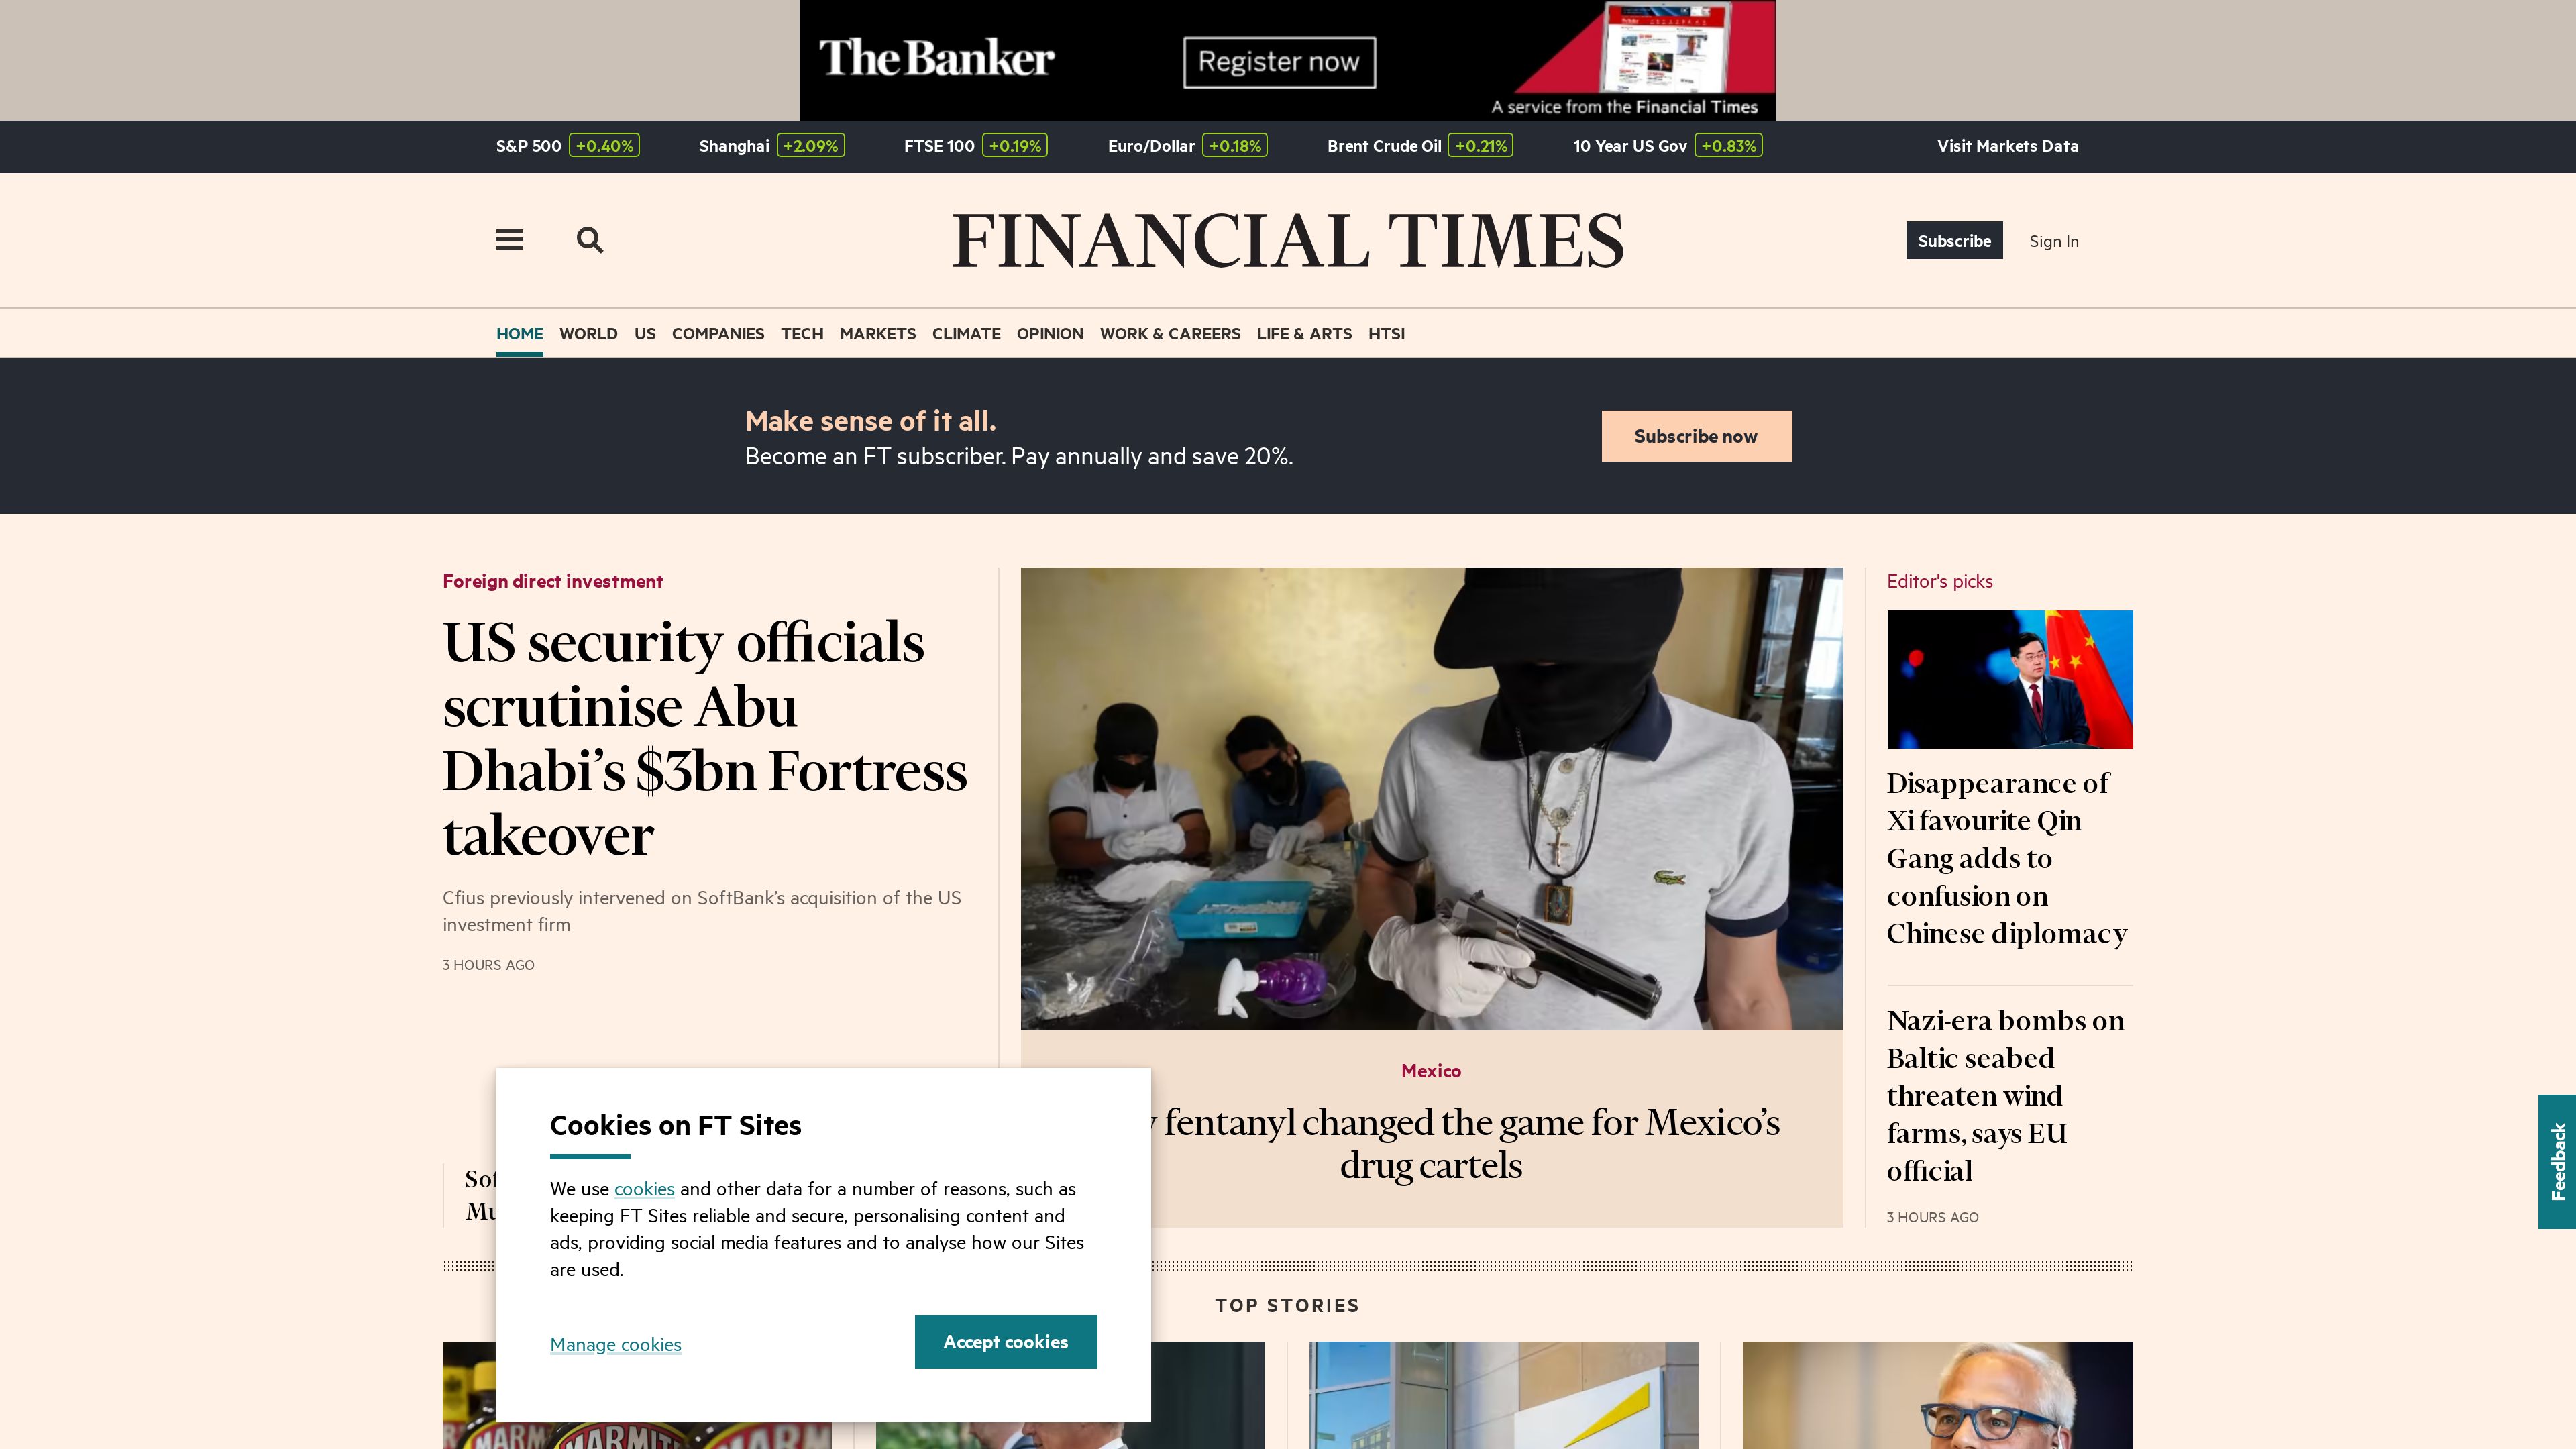 The Banker
Register now
A service from the Financial Times
S&P 500 +0.40% Shanghai +2.09% FTSE 100 +0.19% Euro/Dollar +0.18% Brent Crude Oil +0.21% 10 Year US Gov +0.83% Visit Markets Data
FINANCIAL TIMES
Subscribe Sign In
HOME WORLD US COMPANIES TECH MARKETS CLIMATE OPINION WORK & CAREERS LIFE & ARTS HTSI
Make sense of it all.
Become an FT subscriber. Pay annually and save 20%.
Subscribe now
Foreign direct investment
US security officials
scrutinise Abu
Dhabi’s $3bn Fortress
takeover
Cfius previously intervened on SoftBank’s acquisition of the US
investment firm
3 HOURS AGO
Mexico
fentanyl changed the game for Mexico’s
drug cartels
Editor's picks
Disappearance of
Xi favourite Qin
Gang adds to
confusion on
Chinese diplomacy
Nazi-era bombs on
Baltic seabed
threaten wind
farms, says EU
official
3 HOURS AGO
Feedback
Cookies on FT Sites
We use cookies and other data for a number of reasons, such as
keeping FT Sites reliable and secure, personalising content and
ads, providing social media features and to analyse how our Sites
are used.
Manage cookies
Accept cookies
TOP STORIES
MARMITE